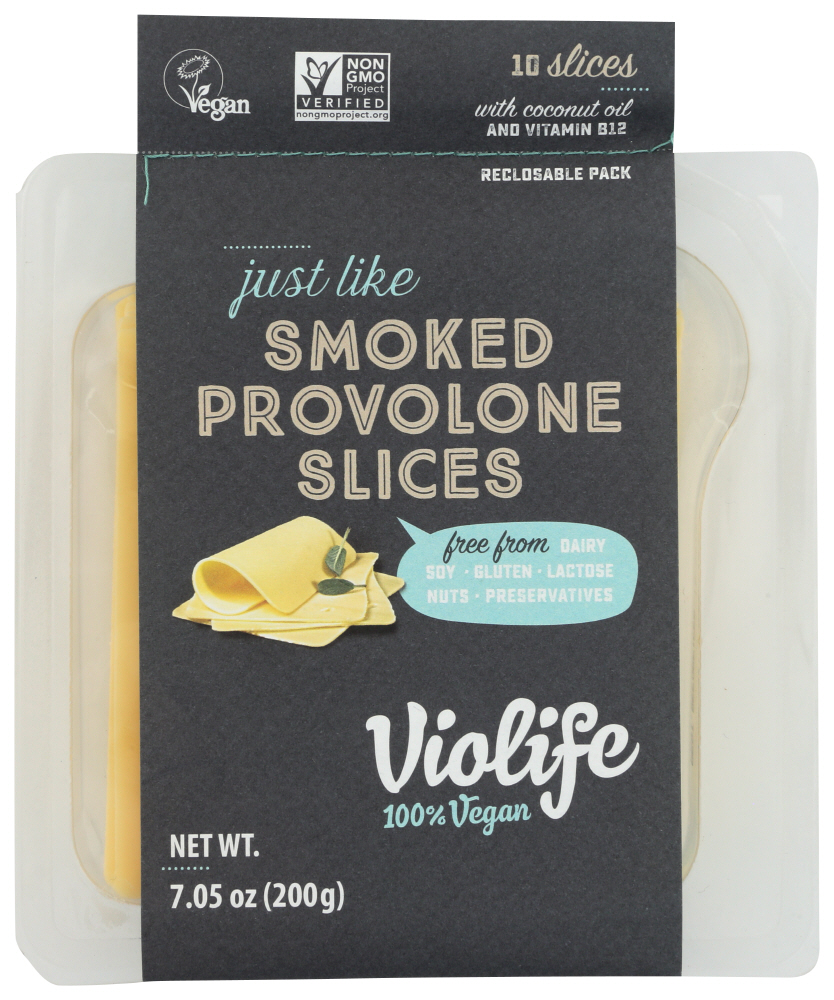 Vegan
NON
GMO
Project
VERIFIED
nongmoproject.org
10 slices
with coconut oil
AND VITAMIN B12
RECLOSABLE PACK
just like
SMOKED
PROVOLONE
SLICES
free from DAIRY
SOY · GLUTEN · LACTOSE
NUTS · PRESERVATIVES
Violife
100% Vegan
NET WT.
7.05 oz (200g)